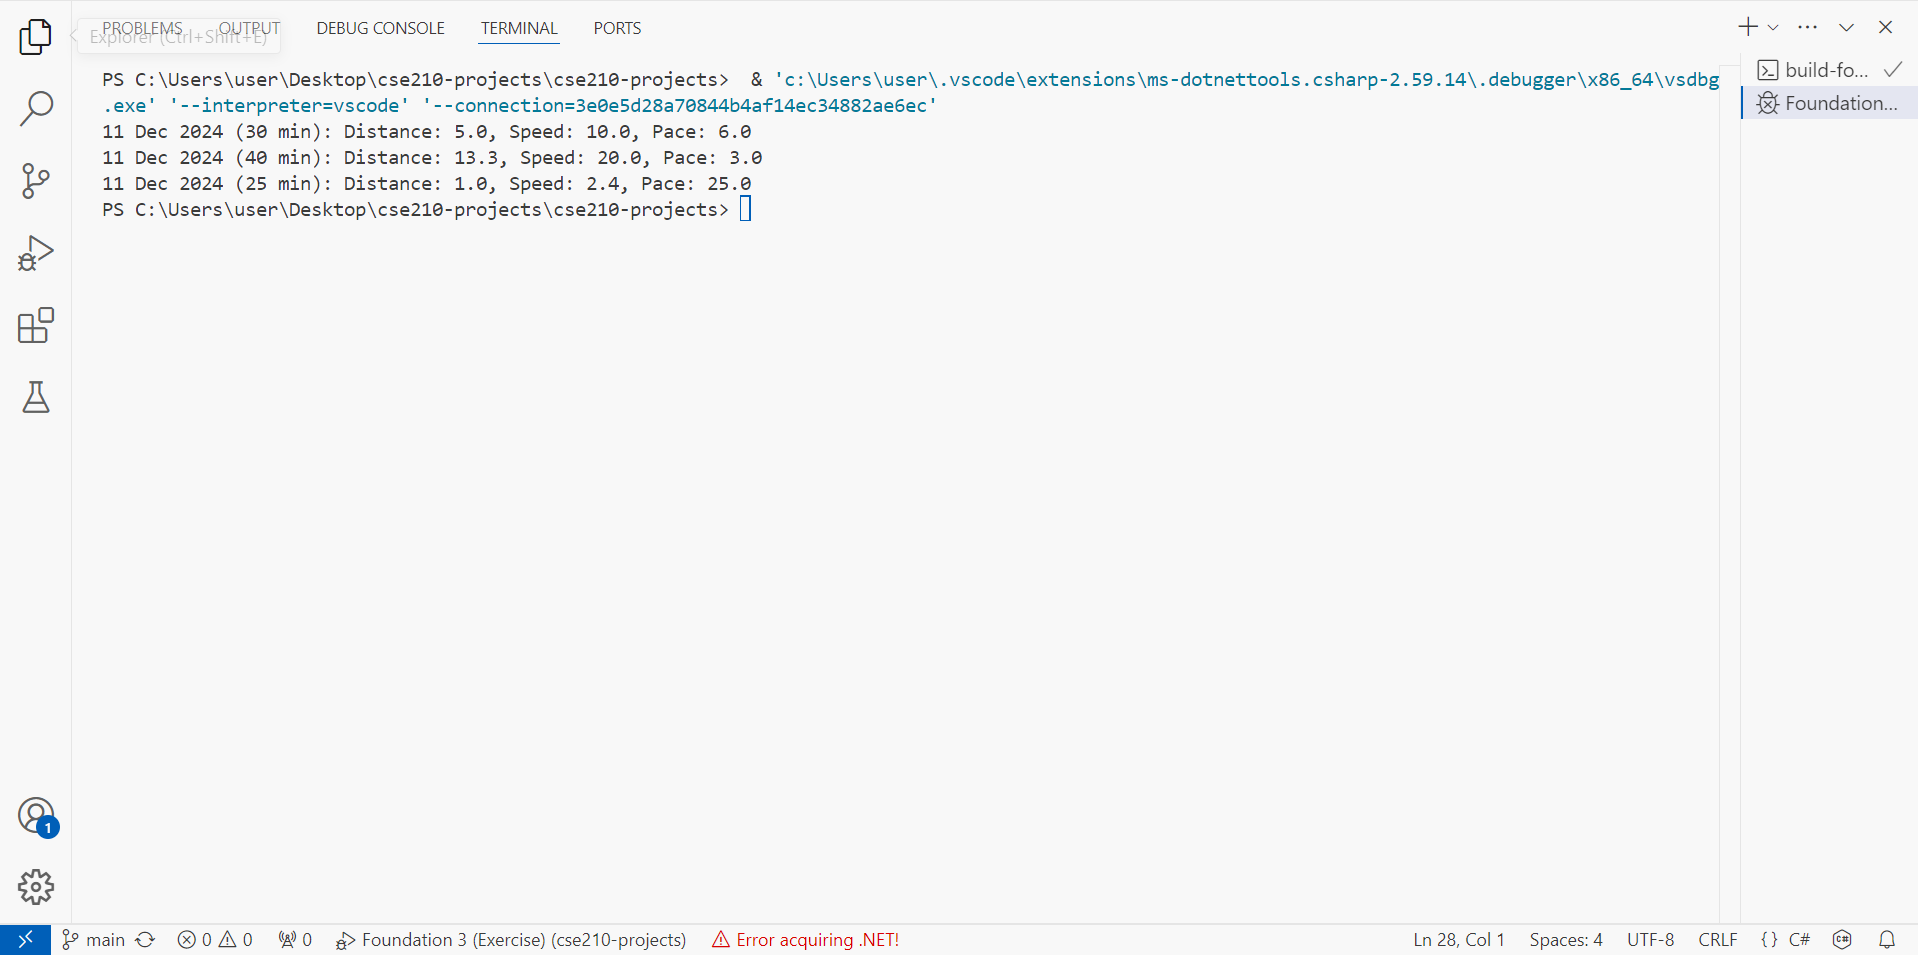 PROBLEMS OUTPUT DEBUG CONSOLE TERMINAL PORTS
Explorer (Ctrl+Shift+E)
PS C:\Users\user\Desktop\cse210-projects\cse210-projects>  & 'c:\Users\user\.vscode\extensions\ms-dotnettools.csharp-2.59.14\.debugger\x86_64\vsdbg
.exe' '--interpreter=vscode' '--connection=3e0e5d28a70844b4af14ec34882ae6ec'
11 Dec 2024 (30 min): Distance: 5.0, Speed: 10.0, Pace: 6.0
11 Dec 2024 (40 min): Distance: 13.3, Speed: 20.0, Pace: 3.0
11 Dec 2024 (25 min): Distance: 1.0, Speed: 2.4, Pace: 25.0
PS C:\Users\user\Desktop\cse210-projects\cse210-projects>
build-fo...
Foundation...
1
main 0 0 0 Foundation 3 (Exercise) (cse210-projects) Error acquiring .NET! Ln 28, Col 1 Spaces: 4 UTF-8 CRLF {} C#